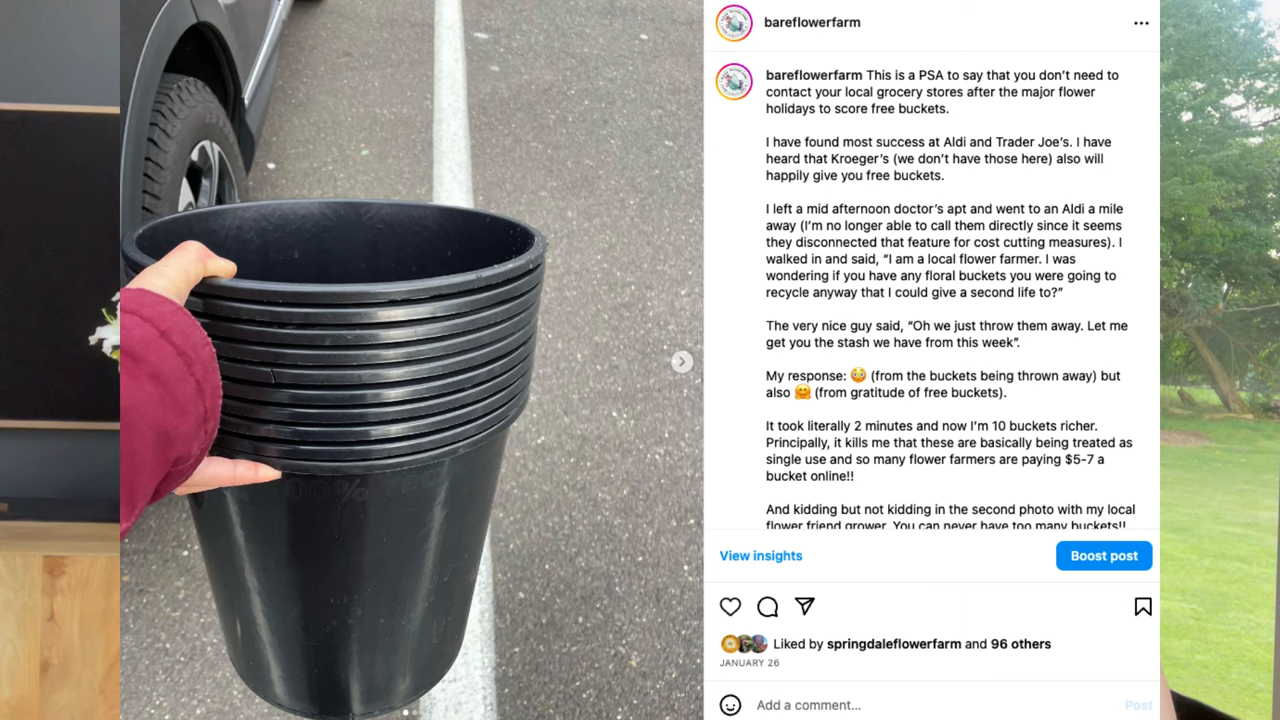 bareflowerfarm
bareflowerfarm This is a PSA to say that you don’t need to
contact your local grocery stores after the major flower
holidays to score free buckets.
I have found most success at Aldi and Trader Joe’s. I have
heard that Kroeger’s (we don’t have those here) also will
happily give you free buckets.
I left a mid afternoon doctor’s apt and went to an Aldi a mile
away (I’m no longer able to call them directly since it seems
they disconnected that feature for cost cutting measures). I
walked in and said, “I am a local flower farmer. I was
wondering if you have any floral buckets you were going to
recycle anyway that I could give a second life to?”
The very nice guy said, “Oh we just throw them away. Let me
get you the stash we have from this week”.
My response: 😳 (from the buckets being thrown away) but
also 🤗 (from gratitude of free buckets).
It took literally 2 minutes and now I’m 10 buckets richer.
Principally, it kills me that these are basically being treated as
single use and so many flower farmers are paying $5-7 a
bucket online!!
And kidding but not kidding in the second photo with my local
flower friend grower. You can never have too many buckets!!
View insights
Boost post
Liked by springdaleflowerfarm and 96 others
JANUARY 26
Add a comment...
Post